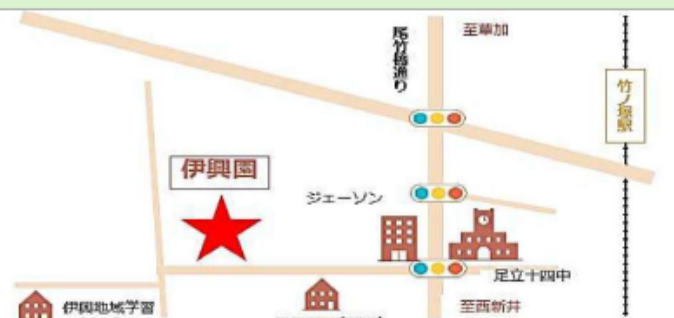 尾竹橋通り
至草加
竹ノ塚駅
伊興園
ジェーソン
足立十四中
伊興地域学習
至西新井